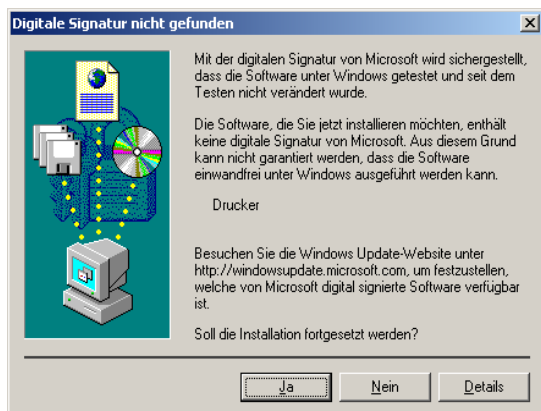 Digitale Signatur nicht gefunden
Mit der digitalen Signatur von Microsoft wird sichergestellt,
dass die Software unter Windows getestet und seit dem
Testen nicht verändert wurde.
Die Software, die Sie jetzt installieren möchten, enthält
keine digitale Signatur von Microsoft. Aus diesem Grund
kann nicht garantiert werden, dass die Software
einwandfrei unter Windows ausgeführt werden kann.
Drucker
Besuchen Sie die Windows Update-Website unter
http://windowsupdate.microsoft.com, um festzustellen,
welche von Microsoft digital signierte Software verfügbar
ist.
Soll die Installation fortgesetzt werden?
Ja Nein Details